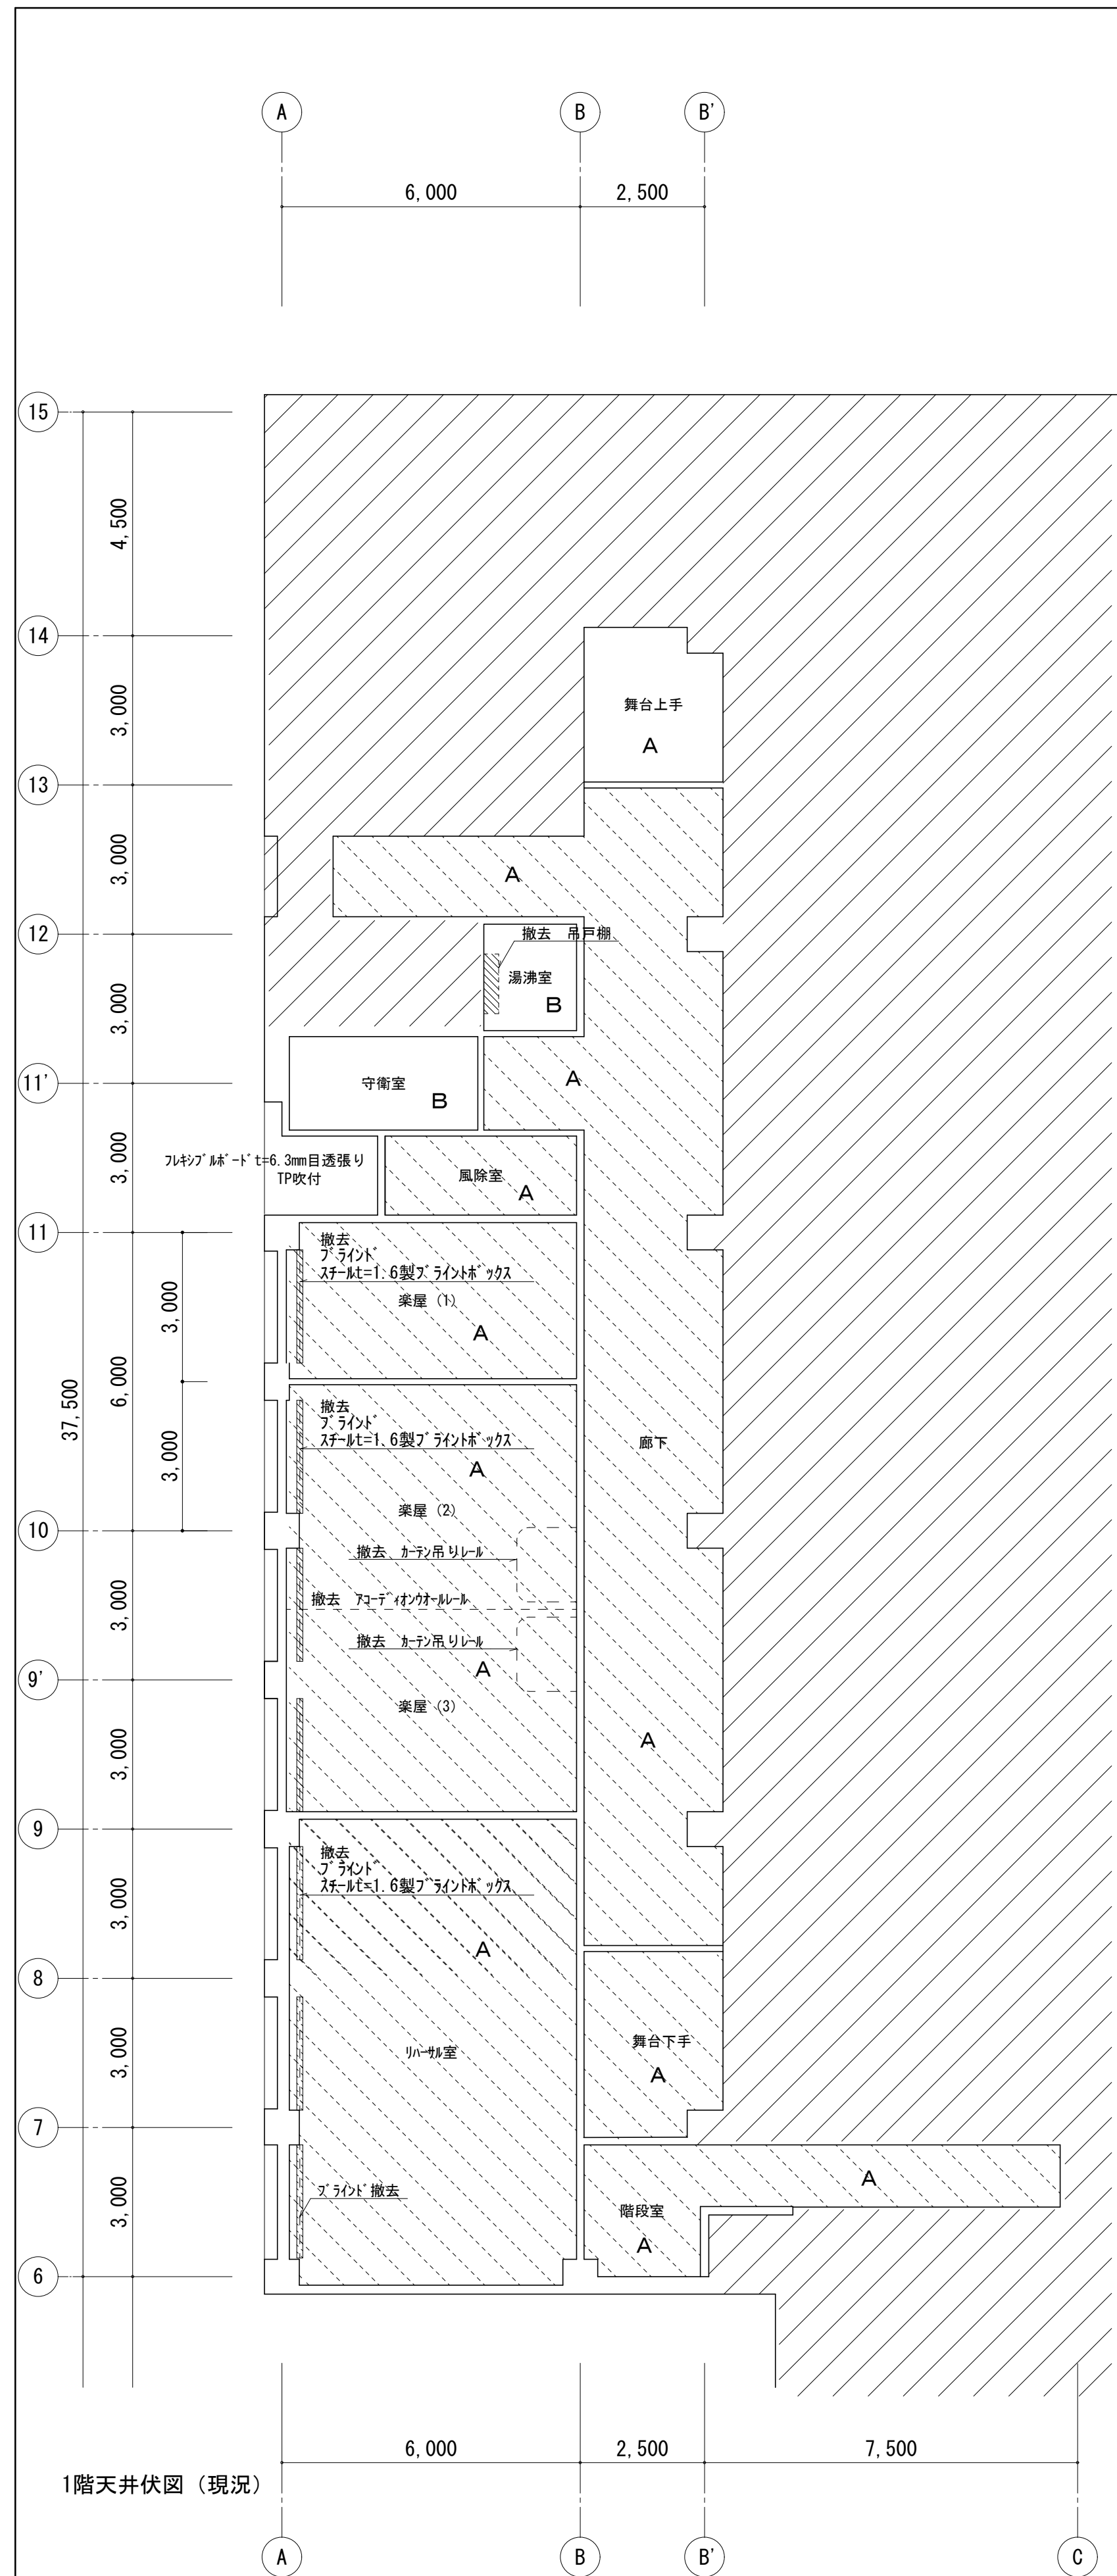 A
B
B'
6,000
2,500
15
4,500
14
3,000
舞台上手
A
13
3,000
A
12
撤去 吊戸棚
湯沸室
B
3,000
11'
守衛室
B
A
3,000
フレキシブルボードt=6.3mm目透張り
TP吹付
風除室
A
11
撤去
ブラインド
スチールt=1.6製ブライントボックス
楽屋（1）
A
3,000
6,000
37,500
撤去
ブラインド
スチールt=1.6製ブライントボックス
A
楽屋（2）
廊下
3,000
10
撤去 カーテン吊りレール
撤去 アコーディオンウオールレール
3,000
撤去 カーテン吊りレール
A
9'
楽屋（3）
A
3,000
9
撤去
ブラインド
スチールt=1.6製ブラインドボックス
A
3,000
8
リハーサル室
舞台下手
A
3,000
7
A
ブラインド撤去
階段室
A
3,000
6
6,000
2,500
7,500
1階天井伏図（現況）
A
B
B'
C